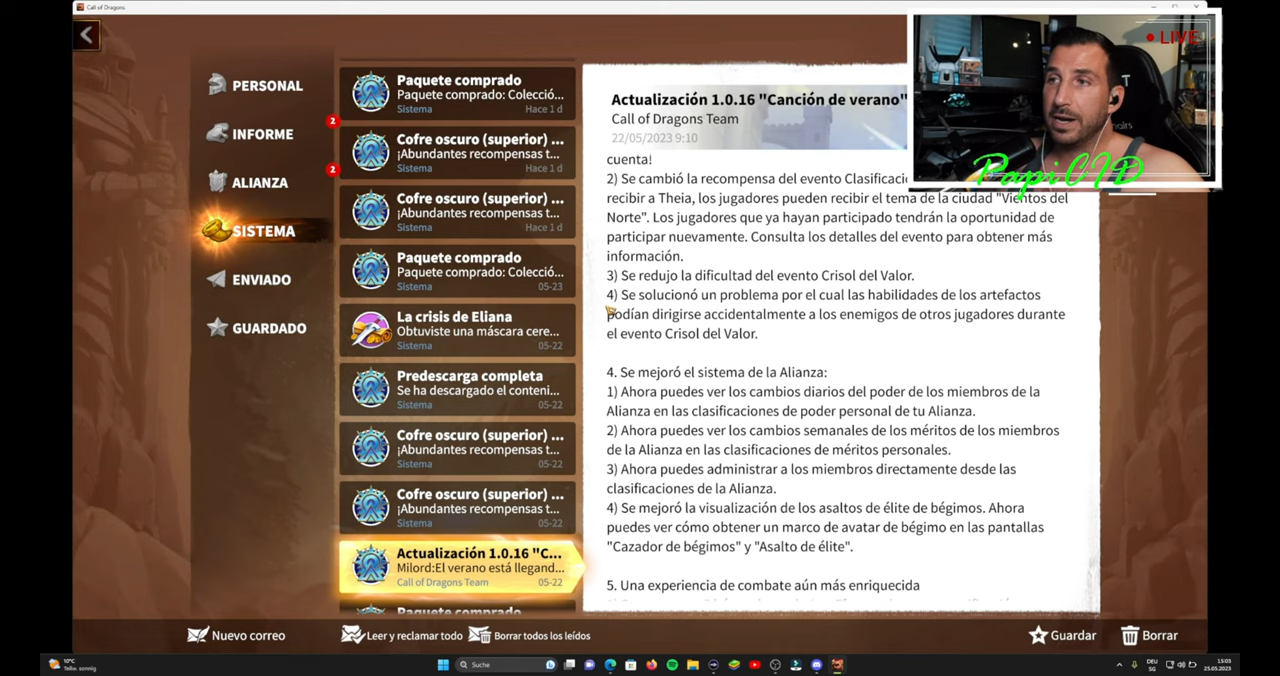 Call of Dragons
LIVE
PapiCID
PERSONAL
INFORME
2
ALIANZA
2
SISTEMA
ENVIADO
GUARDADO
Paquete comprado
Paquete comprado: Colecció...
Sistema Hace 1 d
Cofre oscuro (superior) ...
¡Abundantes recompensas t...
Sistema Hace 1 d
Cofre oscuro (superior) ...
¡Abundantes recompensas t...
Sistema Hace 1 d
Paquete comprado
Paquete comprado: Colecció...
Sistema 05-23
La crisis de Eliana
Obtuviste una máscara cere...
Sistema 05-22
Predescarga completa
Se ha descargado el conteni...
Sistema 05-22
Cofre oscuro (superior) ...
¡Abundantes recompensas t...
Sistema 05-22
Cofre oscuro (superior) ...
¡Abundantes recompensas t...
Sistema 05-22
Actualización 1.0.16 "C...
Milord:El verano está llegand...
Call of Dragons Team 05-22
Paquete comprado
Actualización 1.0.16 "Canción de verano"
Call of Dragons Team
22/05/2023 9:10
cuenta!
2) Se cambió la recompensa del evento Clasificaci
recibir a Theia, los jugadores pueden recibir el tema de la ciudad "Vientos del
Norte". Los jugadores que ya hayan participado tendrán la oportunidad de
participar nuevamente. Consulta los detalles del evento para obtener más
información.
3) Se redujo la dificultad del evento Crisol del Valor.
4) Se solucionó un problema por el cual las habilidades de los artefactos
podían dirigirse accidentalmente a los enemigos de otros jugadores durante
el evento Crisol del Valor.
4. Se mejoró el sistema de la Alianza:
1) Ahora puedes ver los cambios diarios del poder de los miembros de la
Alianza en las clasificaciones de poder personal de tu Alianza.
2) Ahora puedes ver los cambios semanales de los méritos de los miembros
de la Alianza en las clasificaciones de méritos personales.
3) Ahora puedes administrar a los miembros directamente desde las
clasificaciones de la Alianza.
4) Se mejoró la visualización de los asaltos de élite de bégimos. Ahora
puedes ver cómo obtener un marco de avatar de bégimo en las pantallas
"Cazador de bégimos" y "Asalto de élite".
5. Una experiencia de combate aún más enriquecida
Nuevo correo
Leer y reclamar todo
Borrar todos los leídos
Guardar
Borrar
10°C
Teilw. sonnig
Suche
DEU
SG
15:03
25.05.2023